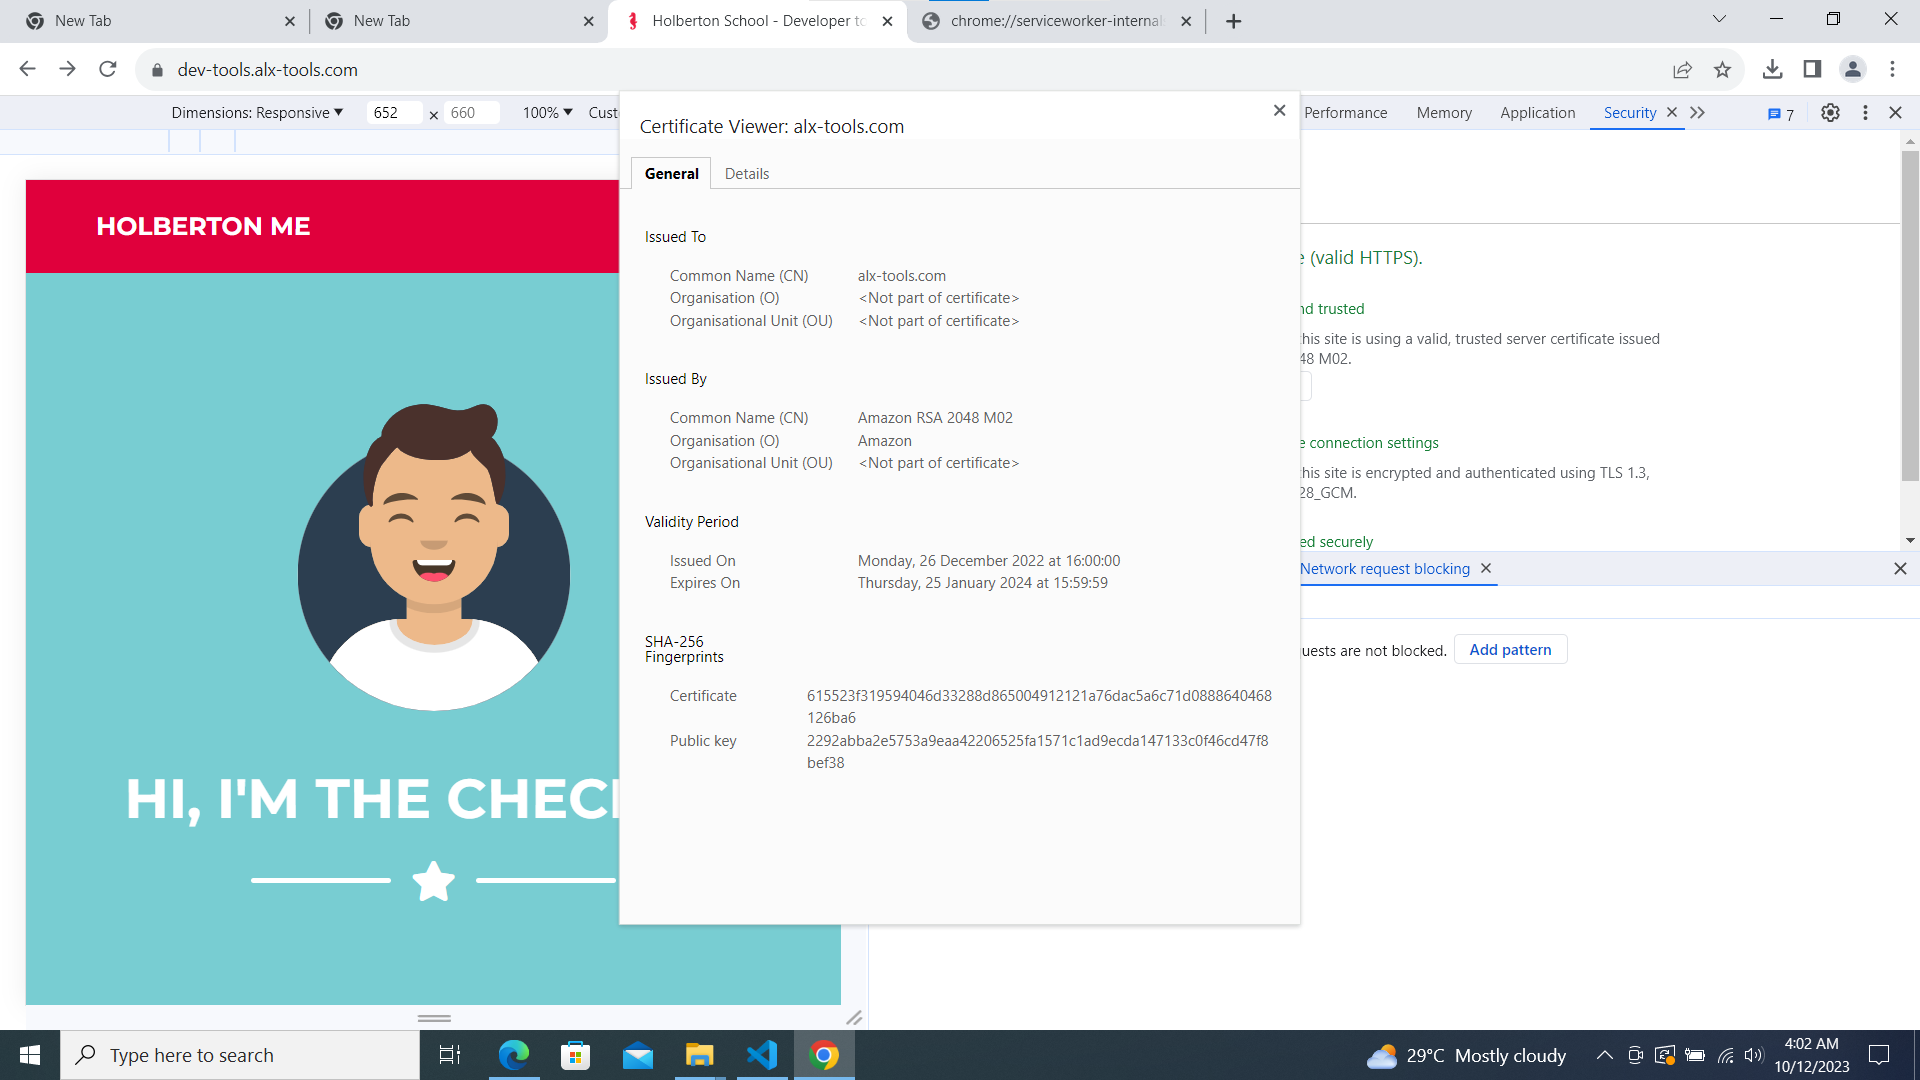 New Tab
New Tab
Holberton School - Developer to
chrome://serviceworker-internals
dev-tools.alx-tools.com
Dimensions: Responsive
652
×
660
100%
Cust
Performance
Memory
Application
Security
7
Certificate Viewer: alx-tools.com
General
Details
HOLBERTON ME
HI, I'M THE CHEC
Issued To
Common Name (CN) alx-tools.com
Organisation (O) <Not part of certificate>
Organisational Unit (OU) <Not part of certificate>
Issued By
Common Name (CN) Amazon RSA 2048 M02
Organisation (O) Amazon
Organisational Unit (OU) <Not part of certificate>
Validity Period
Issued On Monday, 26 December 2022 at 16:00:00
Expires On Thursday, 25 January 2024 at 15:59:59
SHA-256
Fingerprints
Certificate 615523f319594046d33288d865004912121a76dac5a6c71d0888640468
126ba6
Public key 2292abba2e5753a9eaa42206525fa1571c1ad9ecda147133c0f46cd47f8
bef38
e (valid HTTPS).
nd trusted
his site is using a valid, trusted server certificate issued
48 M02.
e connection settings
his site is encrypted and authenticated using TLS 1.3,
28_GCM.
ed securely
Network request blocking
uests are not blocked.
Add pattern
Type here to search
29°C Mostly cloudy
4:02 AM
10/12/2023